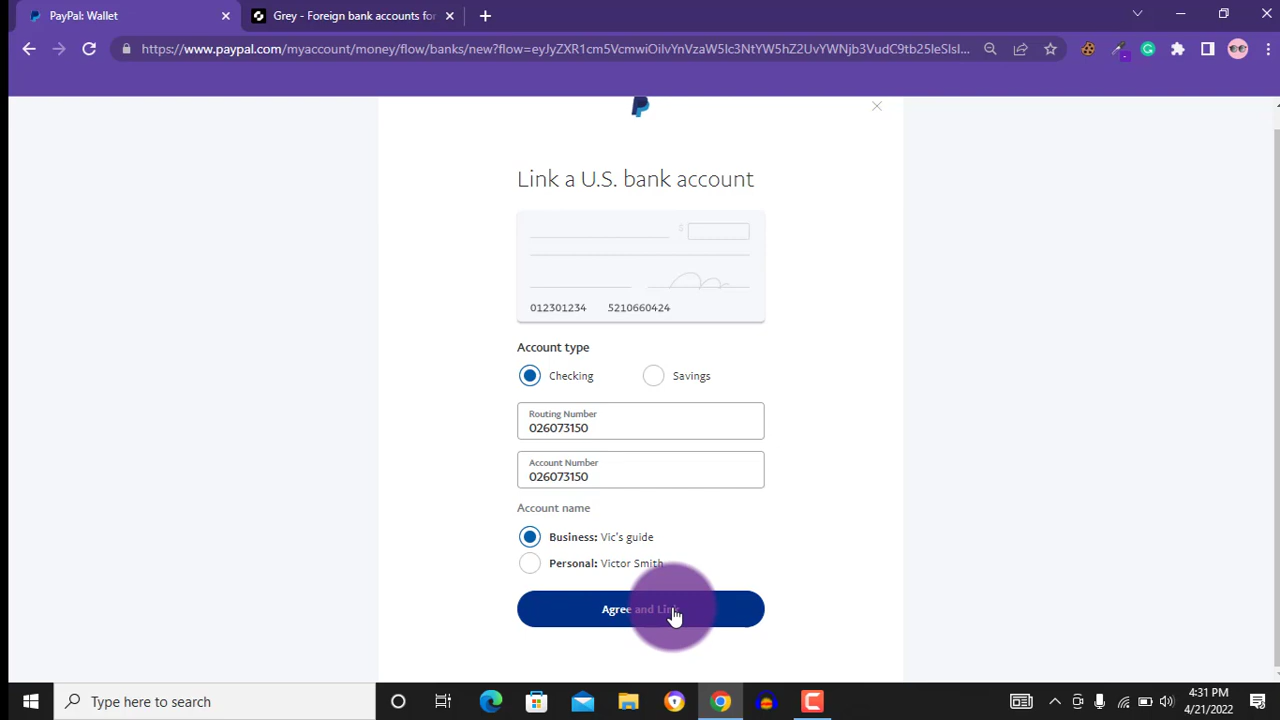 PayPal: Wallet
Grey - Foreign bank accounts for
https://www.paypal.com/myaccount/money/flow/banks/new?flow=eyJZXR1cm5VcmwiOiIvYnVzaW5lc3NtYW5hZ2UvYWNjb3VudC9tb25leSIsI...
Link a U.S. bank account
012301234 5210660424
Account type
Checking Savings
Routing Number
026073150
Account Number
026073150
Account name
Business: Vic's guide
Personal: Victor Smith
Agree and Link
Type here to search
4:31 PM
4/21/2022